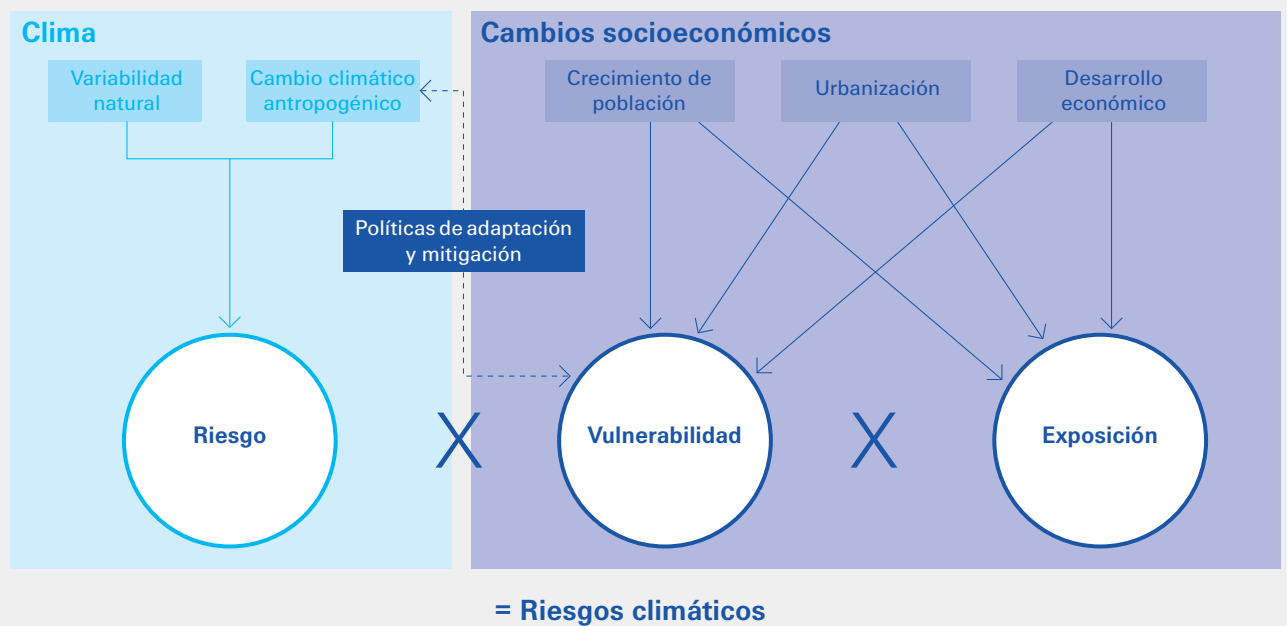 Clima
Variabilidad
natural
Cambio climático
antropogénico
Cambios socioeconómicos
Crecimiento de
población
Urbanización
Desarrollo
económico
Políticas de adaptación
y mitigación
Riesgo
X
Vulnerabilidad
X
Exposición
= Riesgos climáticos